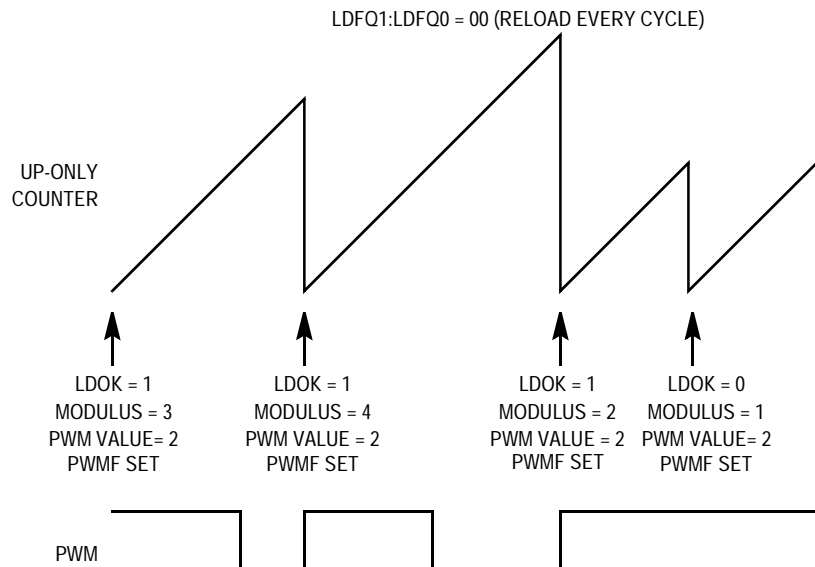 LDFQ1:LDFQ0 = 00 (RELOAD EVERY CYCLE)
UP-ONLY
COUNTER
LDOK = 1
MODULUS = 3
PWM VALUE= 2
PWMF SET
LDOK = 1
MODULUS = 4
PWM VALUE= 2
PWMF SET
LDOK = 1
MODULUS = 2
PWM VALUE = 2
PWMF SET
LDOK = 0
MODULUS = 1
PWM VALUE= 2
PWMF SET
PWM